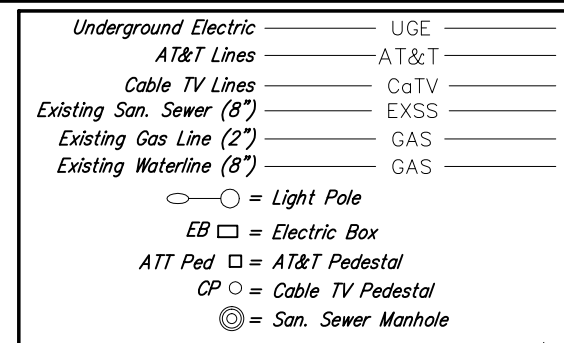 Underground Electric UGE
AT&T Lines AT&T
Cable TV Lines CaTV
Existing San. Sewer (8") EXSS
Existing Gas Line (2") GAS
Existing Waterline (8") GAS
= Light Pole
EB = Electric Box
ATT Ped = AT&T Pedestal
CP = Cable TV Pedestal
= San. Sewer Manhole